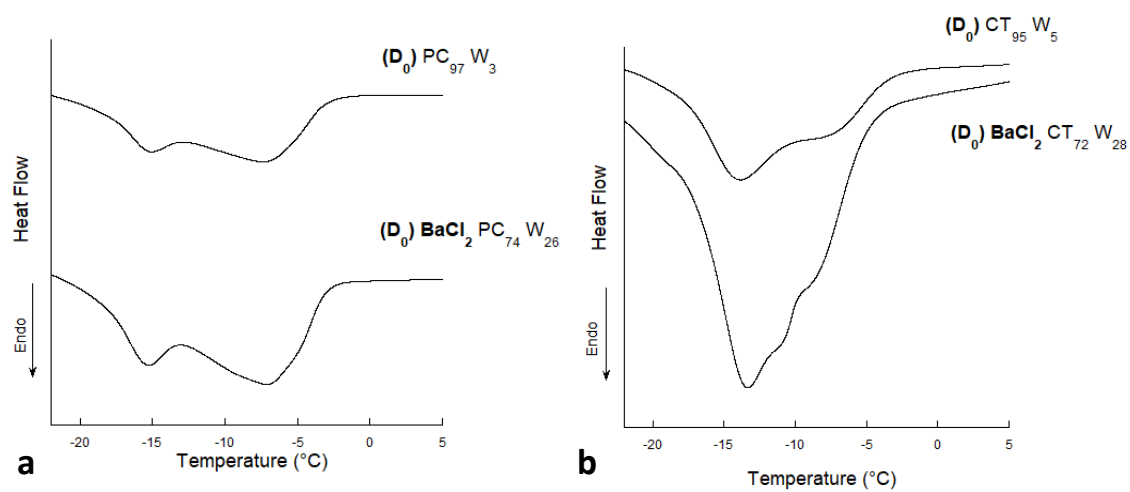 (D0) PC97 W3
Heat Flow
(D0) BaCl2 PC74 W26
Endo
-20 -15 -10 -5 0 5
Temperature (°C)
a
(D0) CT95 W5
Heat Flow
(D0) BaCl2 CT72 W28
Endo
-20 -15 -10 -5 0 5
Temperature (°C)
b